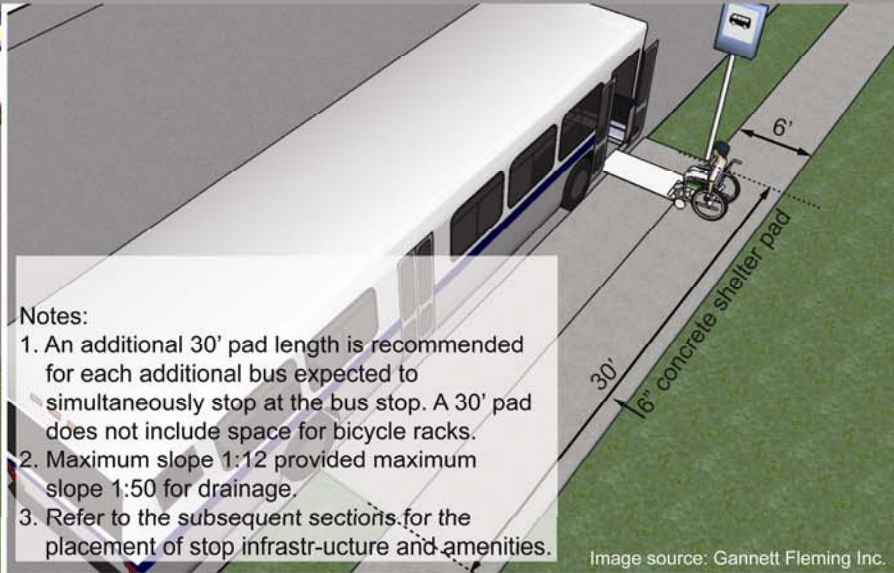 6’
30’
6” concrete shelter pad
Notes:
1. An additional 30’ pad length is recommended
for each additional bus expected to
simultaneously stop at the bus stop. A 30’ pad
does not include space for bicycle racks.
2. Maximum slope 1:12 provided maximum
slope 1:50 for drainage.
3. Refer to the subsequent sections for the
placement of stop infrastr-ucture and amenities.
Image source: Gannett Fleming Inc.